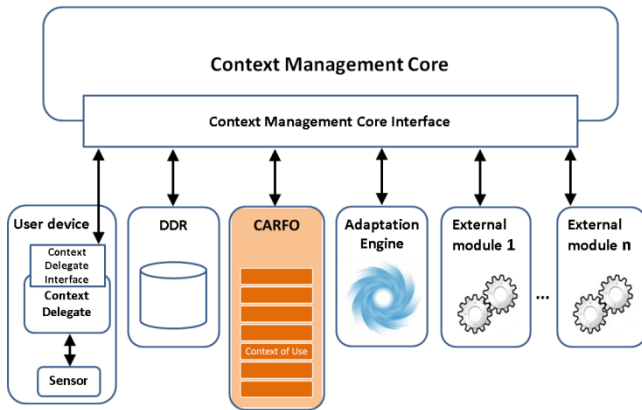 Context Management Core
Context Management Core Interface
User device
Context
Delegate
Interface
Context
Delegate
Sensor
DDR
CARFO
Context of Use
Adaptation
Engine
External
module 1
...
External
module n